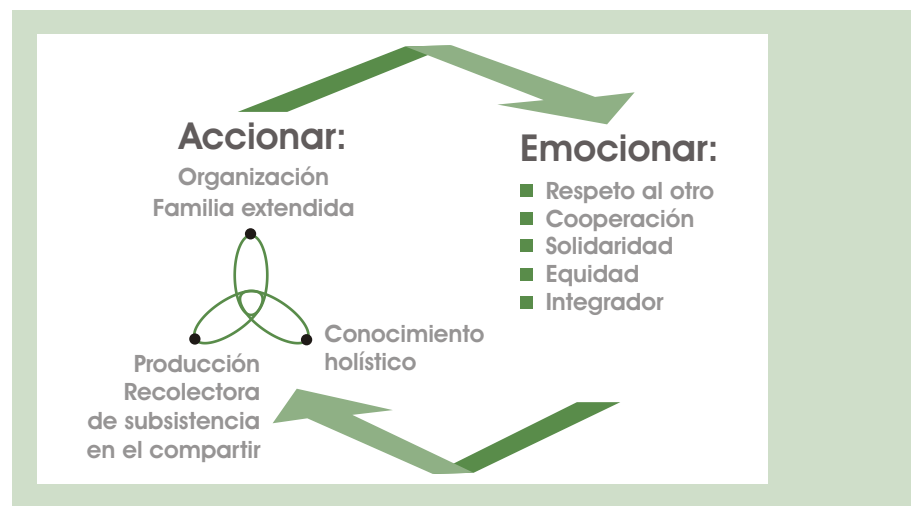 Accionar:
Organización
Familia extendida
Emocionar:
Respeto al otro
Cooperación
Solidaridad
Equidad
Integrador
Conocimiento
holístico
Producción
Recolectora
de subsistencia
en el compartir